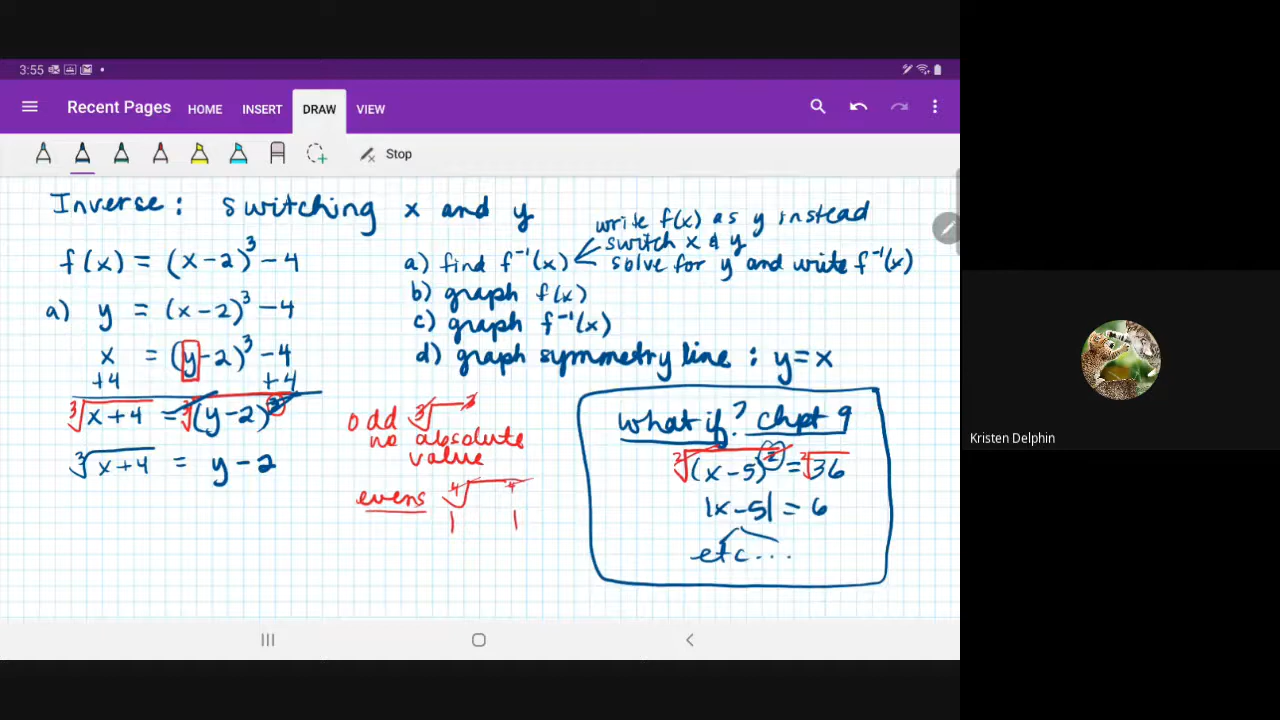 3:55
Recent Pages HOME INSERT DRAW VIEW
Stop
Inverse: switching x and y
f(x) = (x-2)³ - 4
a) y = (x-2)³ - 4
x = (y-2)³ - 4
+4 +4
∛x+4 = ∛(y-2)³
∛x+4 = y-2
a) find f⁻¹(x)
write f(x) as y instead
switch x & y
solve for y and write f⁻¹(x)
b) graph f(x)
c) graph f⁻¹(x)
d) graph symmetry line : y=x
odd ∛ 3
no absolute
value
evens ∜ 4
| |
what if? chpt 9
²√(x-5)² = ²√36
|x-5| = 6
etc...
Kristen Delphin